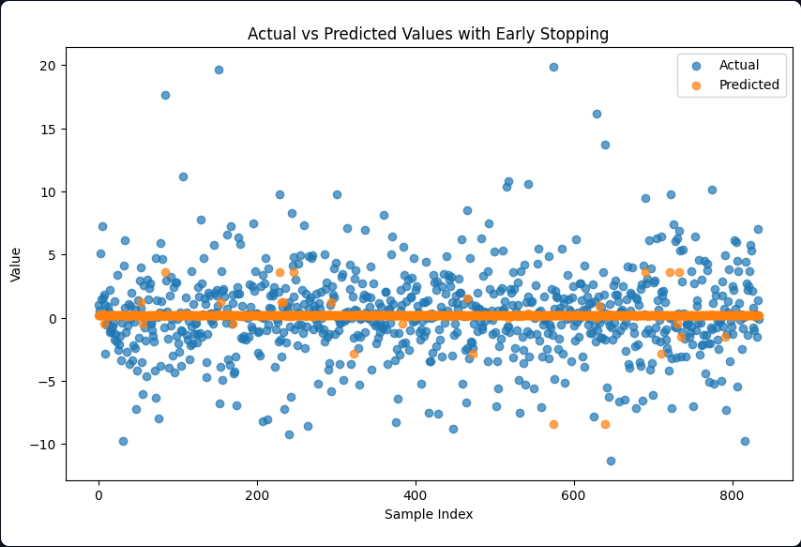 Actual vs Predicted Values with Early Stopping
Actual
Predicted
20
15
10
5
0
−5
−10
Value
0
200
400
600
800
Sample Index